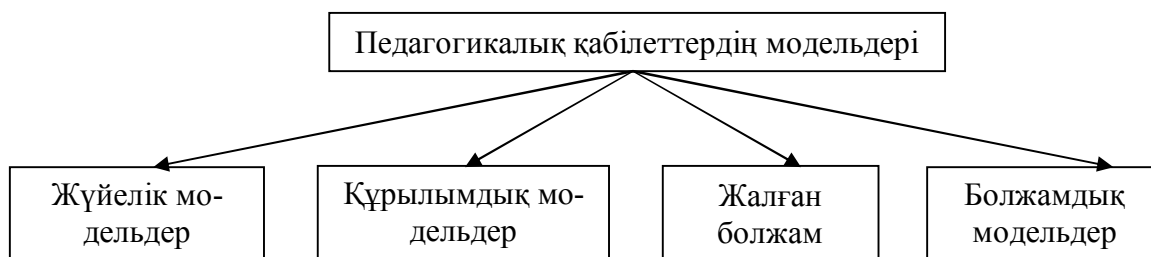 Педагогикалық қабілеттердің модельдері
Жүйелік мо-
дельдер
Құрылымдық мо-
дельдер
Жалған
болжам
Болжамдық
модельдер